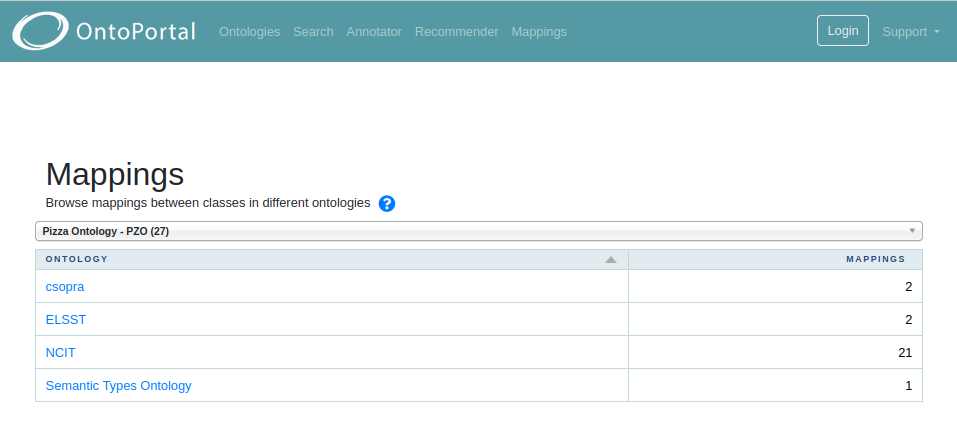 OntoPortal Ontologies Search Annotator Recommender Mappings Login Support
Mappings
Browse mappings between classes in different ontologies ?
Pizza Ontology - PZO (27)
ONTOLOGY MAPPINGS
csopra 2
ELSST 2
NCIT 21
Semantic Types Ontology 1